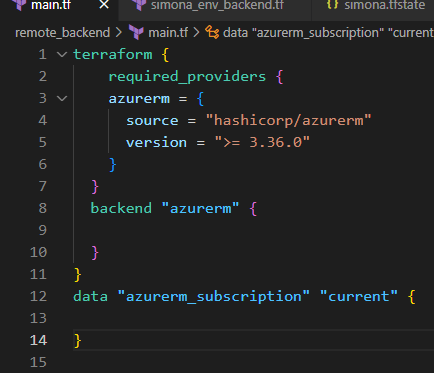 main.tf
simona_env_backend.tf
simona.tfstate
remote_backend > main.tf > data "azurerm_subscription" "current"
1 terraform {
2 required_providers {
3 azurerm = {
4 source = "hashicorp/azurerm"
5 version = ">= 3.36.0"
6 }
7 }
8 backend "azurerm" {
9
10 }
11 }
12 data "azurerm_subscription" "current" {
13
14 }
15